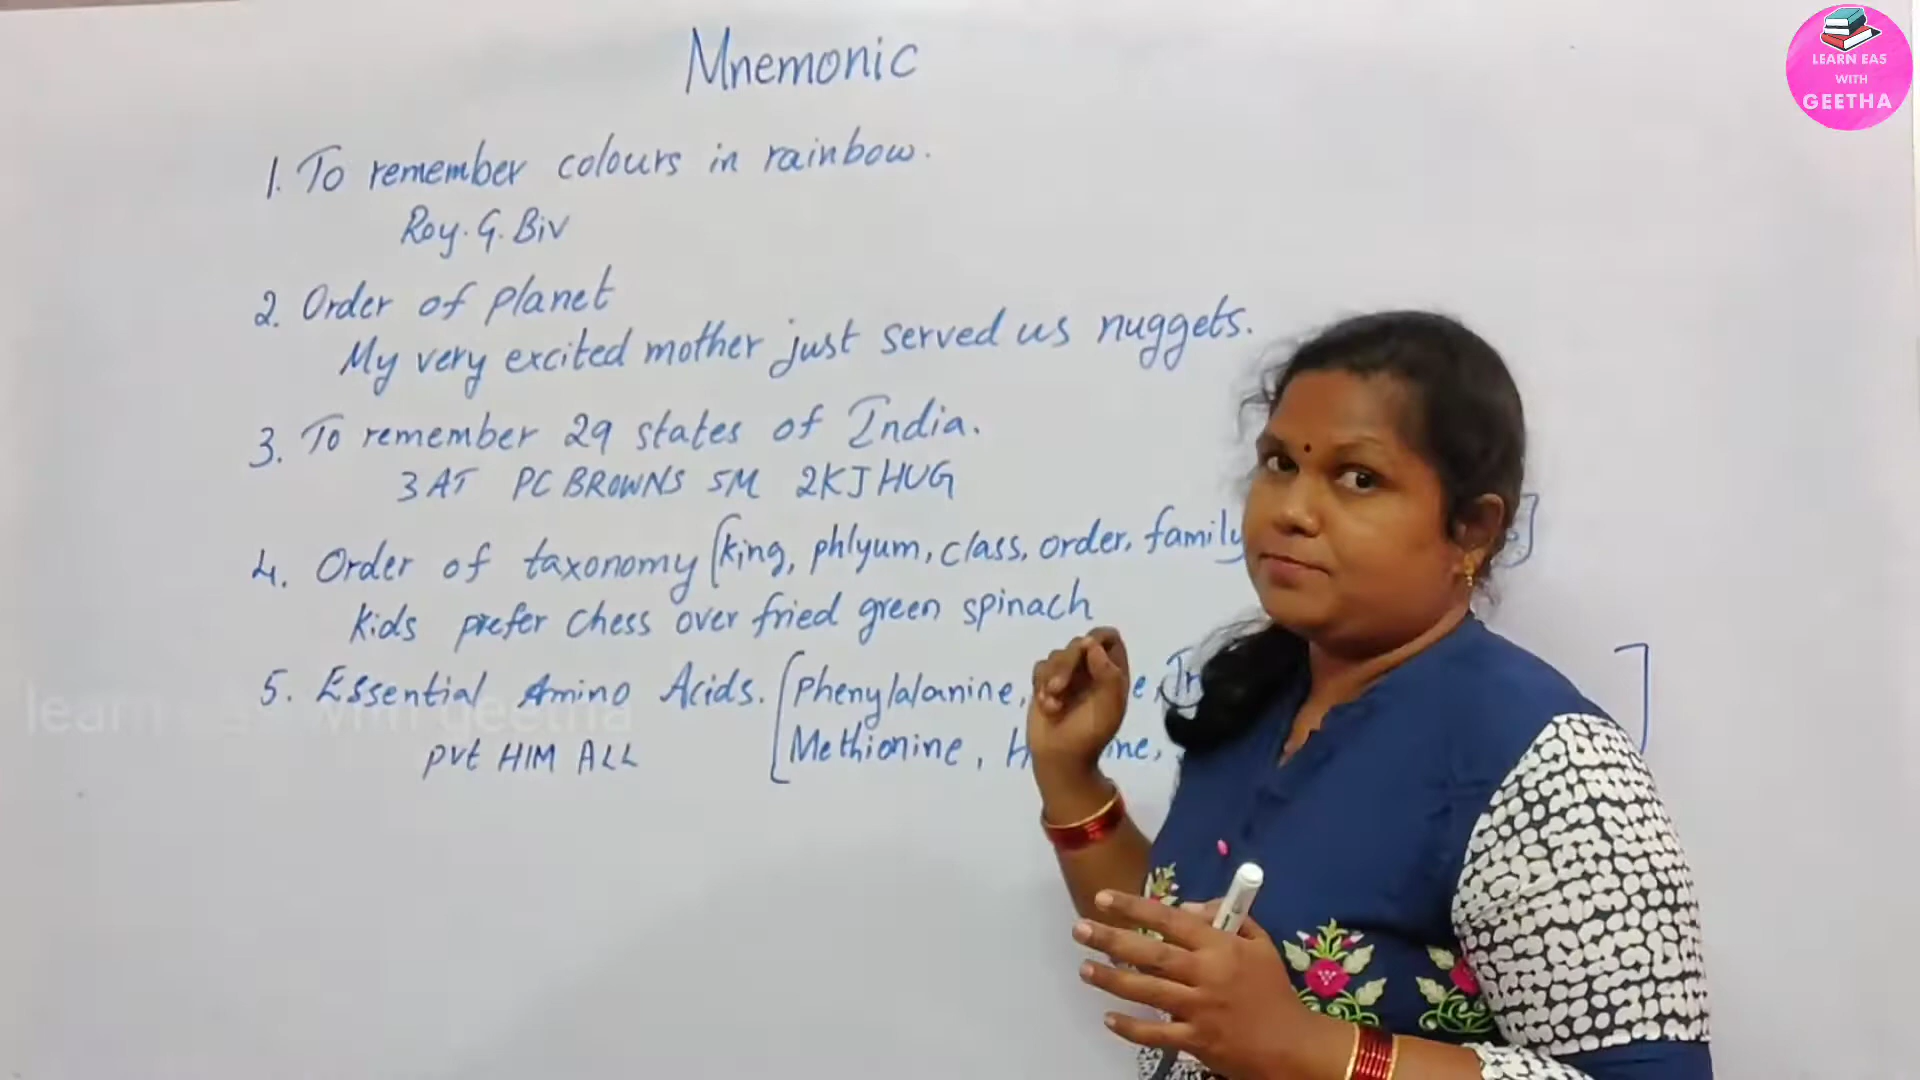 Mnemonic
1. To remember colours in rainbow.
Roy. G. Biv
2. Order of planet
My very excited mother just served us nuggets.
3. To remember 29 states of India.
3 AT PC BROWNS 5M 2KJ HUG
4. Order of taxonomy [king, phlyum, class, order, family
kids prefer chess over fried green spinach
5. Essential Amino Acids. [Phenylalanine,
Pvt HIM ALL [Methionine,
LEARN EAS
WITH
GEETHA
learn geetha